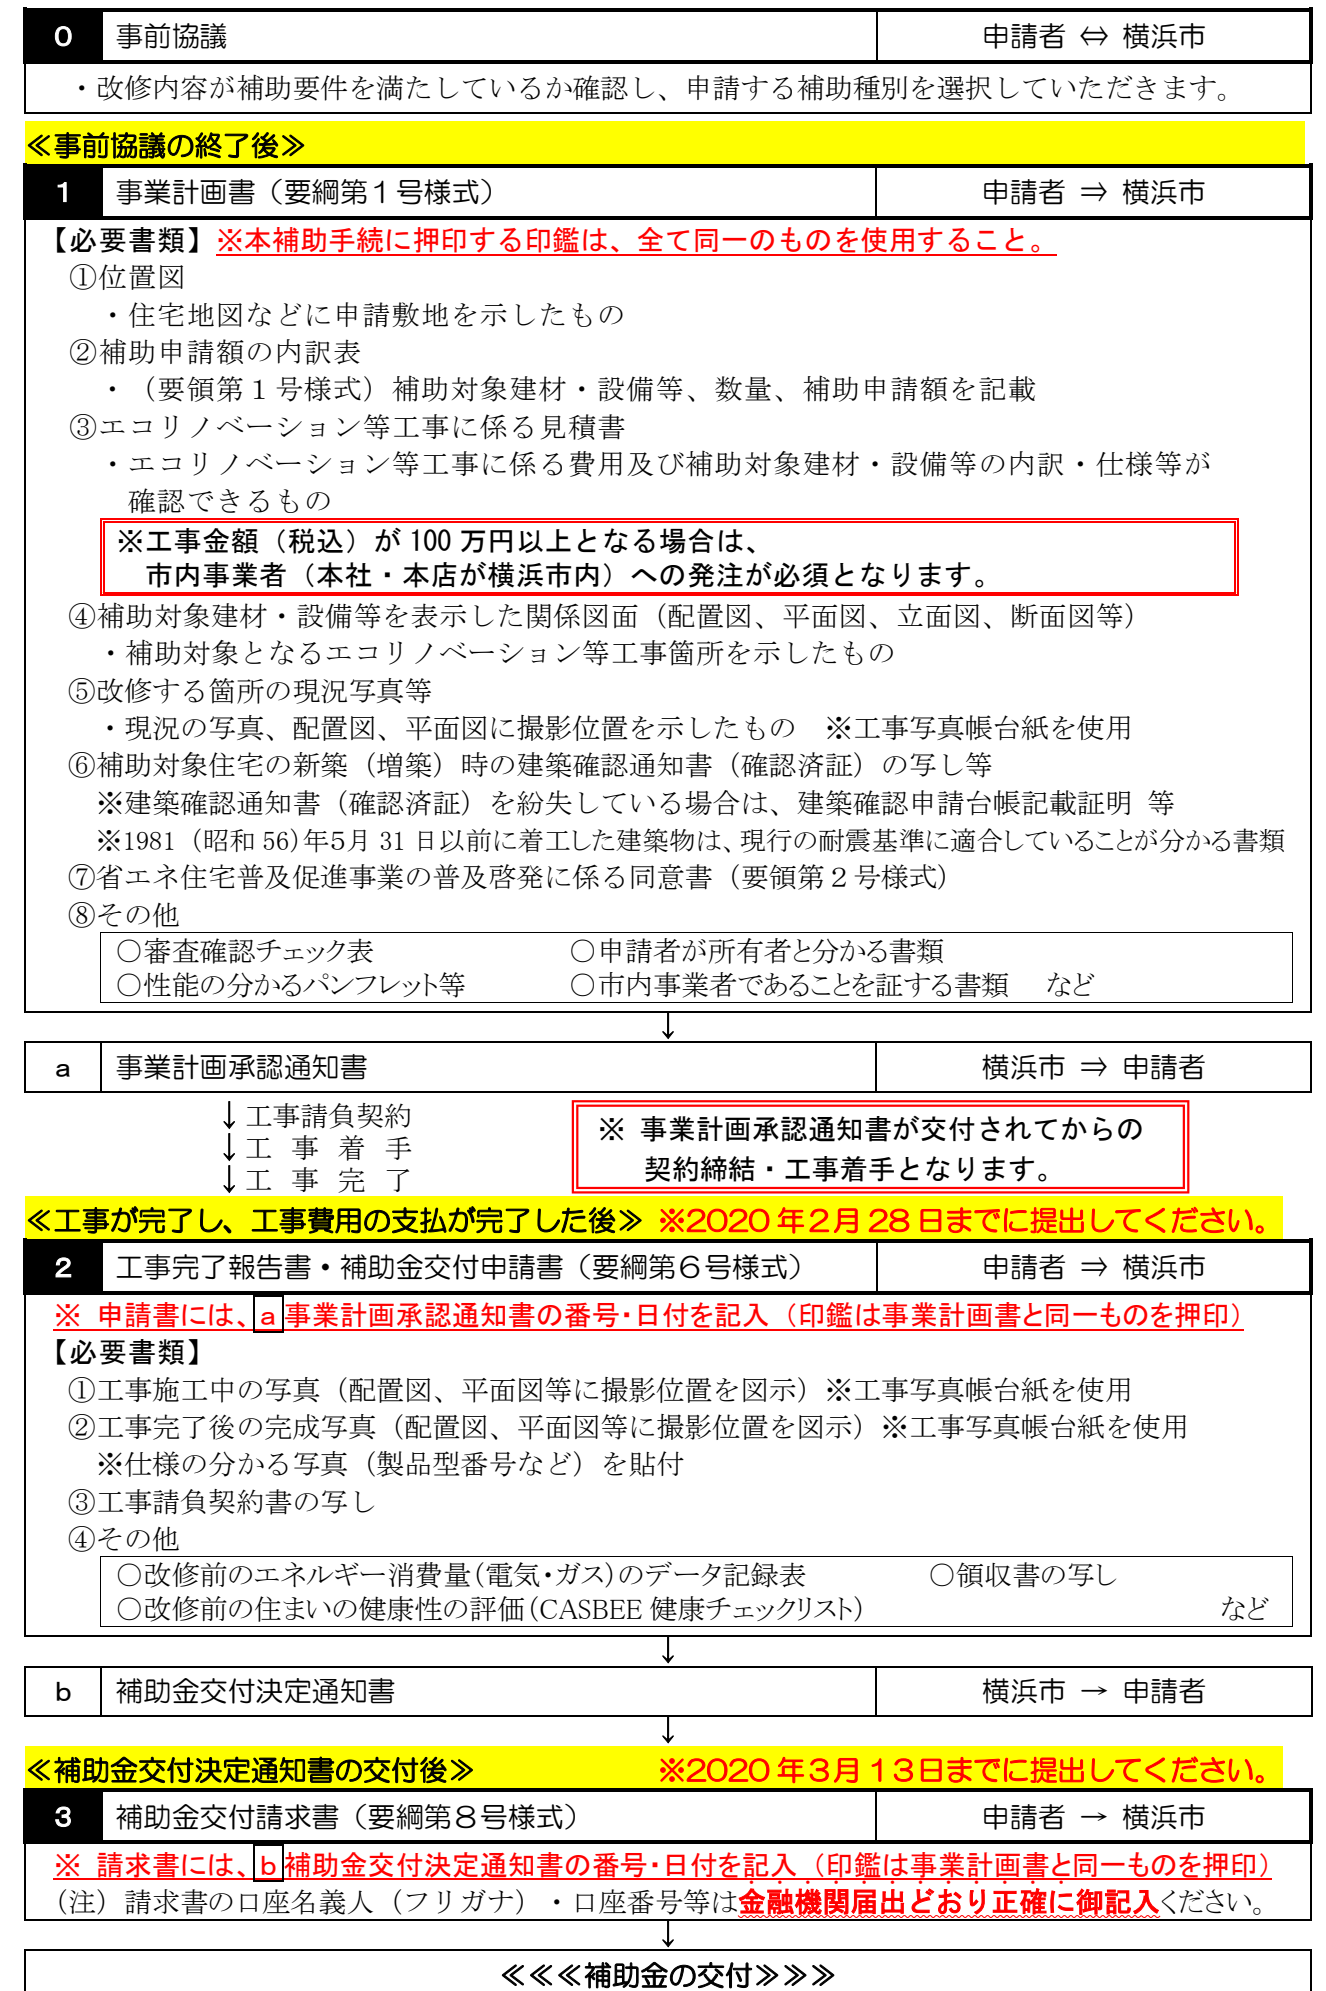 ０ 事前協議 申請者 ⇔ 横浜市
・改修内容が補助要件を満たしているか確認し、申請する補助種別を選択していただきます。
≪事前協議の終了後≫
１ 事業計画書（要綱第１号様式） 申請者 ⇒ 横浜市
【必要書類】※本補助手続に押印する印鑑は、全て同一のものを使用すること。
①位置図
・住宅地図などに申請敷地を示したもの
②補助申請額の内訳表
・（要領第１号様式）補助対象建材・設備等、数量、補助申請額を記載
③エコリノベーション等工事に係る見積書
・エコリノベーション等工事に係る費用及び補助対象建材・設備等の内訳・仕様等が
確認できるもの
※工事金額（税込）が 100 万円以上となる場合は、
市内事業者（本社・本店が横浜市内）への発注が必須となります。
④補助対象建材・設備等を表示した関係図面（配置図、平面図、立面図、断面図等）
・補助対象となるエコリノベーション等工事箇所を示したもの
⑤改修する箇所の現況写真等
・現況の写真、配置図、平面図に撮影位置を示したもの　※工事写真帳台紙を使用
⑥補助対象住宅の新築（増築）時の建築確認通知書（確認済証）の写し等
※建築確認通知書（確認済証）を紛失している場合は、建築確認申請台帳記載証明 等
※1981（昭和 56）年５月 31 日以前に着工した建築物は、現行の耐震基準に適合していることが分かる書類
⑦省エネ住宅普及促進事業の普及啓発に係る同意書（要領第２号様式）
⑧その他
○審査確認チェック表 ○申請者が所有者と分かる書類
○性能の分かるパンフレット等 ○市内事業者であることを証する書類　など
↓
ａ 事業計画承認通知書 横浜市 ⇒ 申請者
↓工事請負契約
↓工 事 着 手
↓工 事 完 了
※ 事業計画承認通知書が交付されてからの
契約締結・工事着手となります。
≪工事が完了し、工事費用の支払が完了した後≫ ※２０２０年２月２８日までに提出してください。
２ 工事完了報告書・補助金交付申請書（要綱第６号様式） 申請者 ⇒ 横浜市
※ 申請書には、ａ事業計画承認通知書の番号・日付を記入（印鑑は事業計画書と同一ものを押印）
【必要書類】
①工事施工中の写真（配置図、平面図等に撮影位置を図示）※工事写真帳台紙を使用
②工事完了後の完成写真（配置図、平面図等に撮影位置を図示）※工事写真帳台紙を使用
※仕様の分かる写真（製品型番号など）を貼付
③工事請負契約書の写し
④その他
○改修前のエネルギー消費量（電気・ガス）のデータ記録表 ○領収書の写し
○改修前の住まいの健康性の評価（CASBEE 健康チェックリスト） など
↓
ｂ 補助金交付決定通知書 横浜市 → 申請者
↓
≪補助金交付決定通知書の交付後≫ ※２０２０年３月１３日までに提出してください。
３ 補助金交付請求書（要綱第８号様式） 申請者 → 横浜市
※ 請求書には、ｂ補助金交付決定通知書の番号・日付を記入（印鑑は事業計画書と同一ものを押印）
（注）請求書の口座名義人（フリガナ）・口座番号等は金融機関届出どおり正確に御記入ください。
↓
≪≪≪補助金の交付≫≫≫